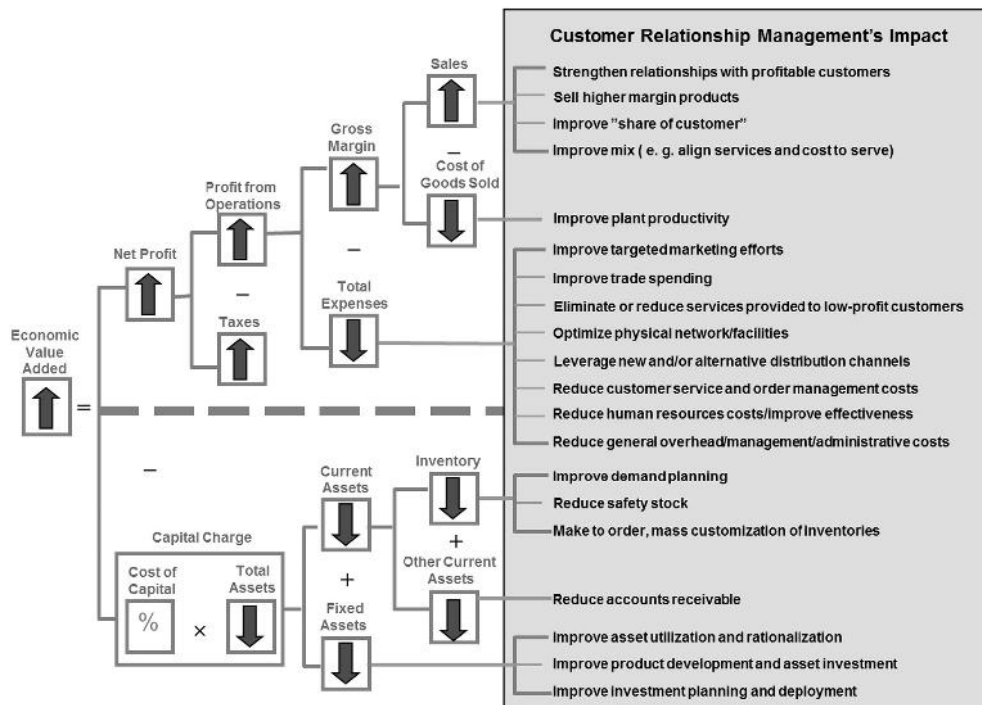 Customer Relationship Management's Impact
Sales
Strengthen relationships with profitable customers
Sell higher margin products
Improve "share of customer"
Improve mix ( e. g. align services and cost to serve)
Gross
Margin
–
Cost of
Goods Sold
Improve plant productivity
Profit from
Operations
–
Total
Expenses
Improve targeted marketing efforts
Improve trade spending
Eliminate or reduce services provided to low-profit customers
Optimize physical network/facilities
Leverage new and/or alternative distribution channels
Reduce customer service and order management costs
Reduce human resources costs/improve effectiveness
Reduce general overhead/management/administrative costs
Net Profit
–
Taxes
Economic
Value
Added
=
–
Capital Charge
Cost of
Capital
%
×
Total
Assets
Current
Assets
+
Fixed
Assets
Inventory
+
Other Current
Assets
Improve demand planning
Reduce safety stock
Make to order, mass customization of Inventories
Reduce accounts receivable
Improve asset utilization and rationalization
Improve product development and asset investment
Improve investment planning and deployment